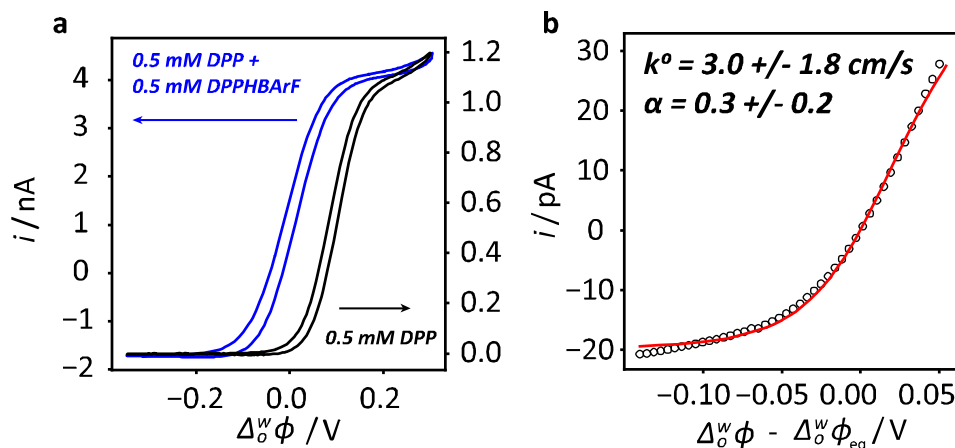 a
0.5 mM DPP +
0.5 mM DPPHBArF
0.5 mM DPP
i / nA
4
3
2
1
0
−1
−2
1.2
1.0
0.8
0.6
0.4
0.2
0.0
−0.2 0.0 0.2
Δ_o^w ϕ / V
b
k^o = 3.0 +/- 1.8 cm/s
α = 0.3 +/- 0.2
i / pA
30
20
10
0
−10
−20
−0.10 −0.05 0.00 0.05
Δ_o^w ϕ - Δ_o^w ϕ_eq / V